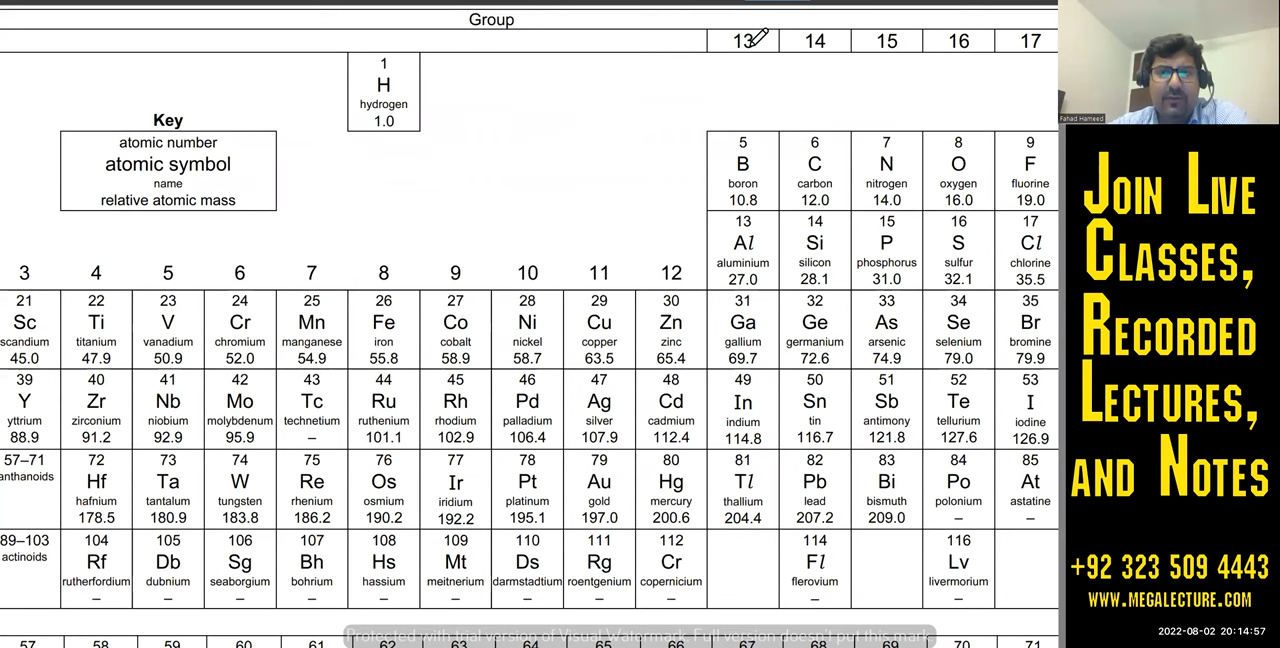 Group
13 14 15 16 17
1
H
hydrogen
1.0
Key
atomic number
atomic symbol
name
relative atomic mass
5 6 7 8 9
B C N O F
boron carbon nitrogen oxygen fluorine
10.8 12.0 14.0 16.0 19.0
13 14 15 16 17
Al Si P S Cl
aluminium silicon phosphorus sulfur chlorine
27.0 28.1 31.0 32.1 35.5
3 4 5 6 7 8 9 10 11 12
21 22 23 24 25 26 27 28 29 30 31 32 33 34 35
Sc Ti V Cr Mn Fe Co Ni Cu Zn Ga Ge As Se Br
scandium titanium vanadium chromium manganese iron cobalt nickel copper zinc gallium germanium arsenic selenium bromine
45.0 47.9 50.9 52.0 54.9 55.8 58.9 58.7 63.5 65.4 69.7 72.6 74.9 79.0 79.9
39 40 41 42 43 44 45 46 47 48 49 50 51 52 53
Y Zr Nb Mo Tc Ru Rh Pd Ag Cd In Sn Sb Te I
yttrium zirconium niobium molybdenum technetium ruthenium rhodium palladium silver cadmium indium tin antimony tellurium iodine
88.9 91.2 92.9 95.9 – 101.1 102.9 106.4 107.9 112.4 114.8 116.7 121.8 127.6 126.9
57–71 72 73 74 75 76 77 78 79 80 81 82 83 84 85
anthanoids Hf Ta W Re Os Ir Pt Au Hg Tl Pb Bi Po At
hafnium tantalum tungsten rhenium osmium iridium platinum gold mercury thallium lead bismuth polonium astatine
178.5 180.9 183.8 186.2 190.2 192.2 195.1 197.0 200.6 204.4 207.2 209.0 – –
89–103 104 105 106 107 108 109 110 111 112 114 116
actinoids Rf Db Sg Bh Hs Mt Ds Rg Cr Fl Lv
rutherfordium dubnium seaborgium bohrium hassium meitnerium darmstadtium roentgenium copernicium flerovium livermorium
– – – – – – – – – – –
57 58 59 60 61 62 63 64 65 66 67 68 69 70 71
Protected with trial version of Visual Watermark. Full version doesn't put this mark.
Fahad Hameed
JOIN LIVE
CLASSES,
RECORDED
LECTURES,
AND NOTES
+92 323 509 4443
WWW.MEGALECTURE.COM
2022-08-02 20:14:57